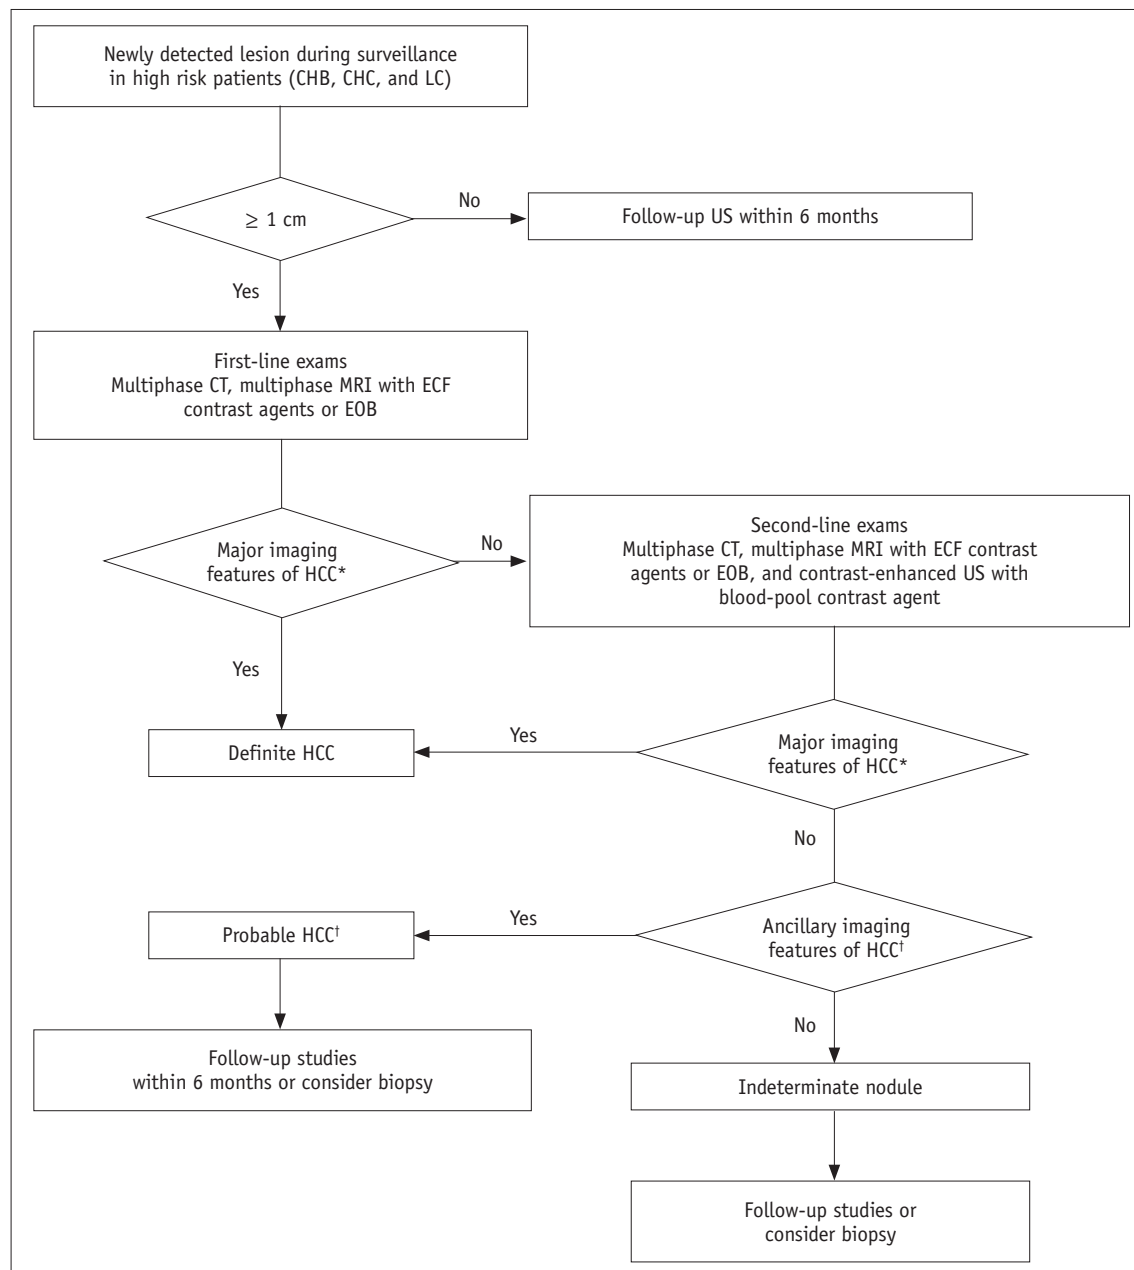 Newly detected lesion during surveillance
in high risk patients (CHB, CHC, and LC)
≥ 1 cm
No
Follow-up US within 6 months
Yes
First-line exams
Multiphase CT, multiphase MRI with ECF
contrast agents or EOB
Major imaging
features of HCC*
No
Second-line exams
Multiphase CT, multiphase MRI with ECF contrast
agents or EOB, and contrast-enhanced US with
blood-pool contrast agent
Yes
Definite HCC
Yes
Major imaging
features of HCC*
No
Probable HCC†
Yes
Ancillary imaging
features of HCC†
No
Follow-up studies
within 6 months or consider biopsy
Indeterminate nodule
Follow-up studies or
consider biopsy